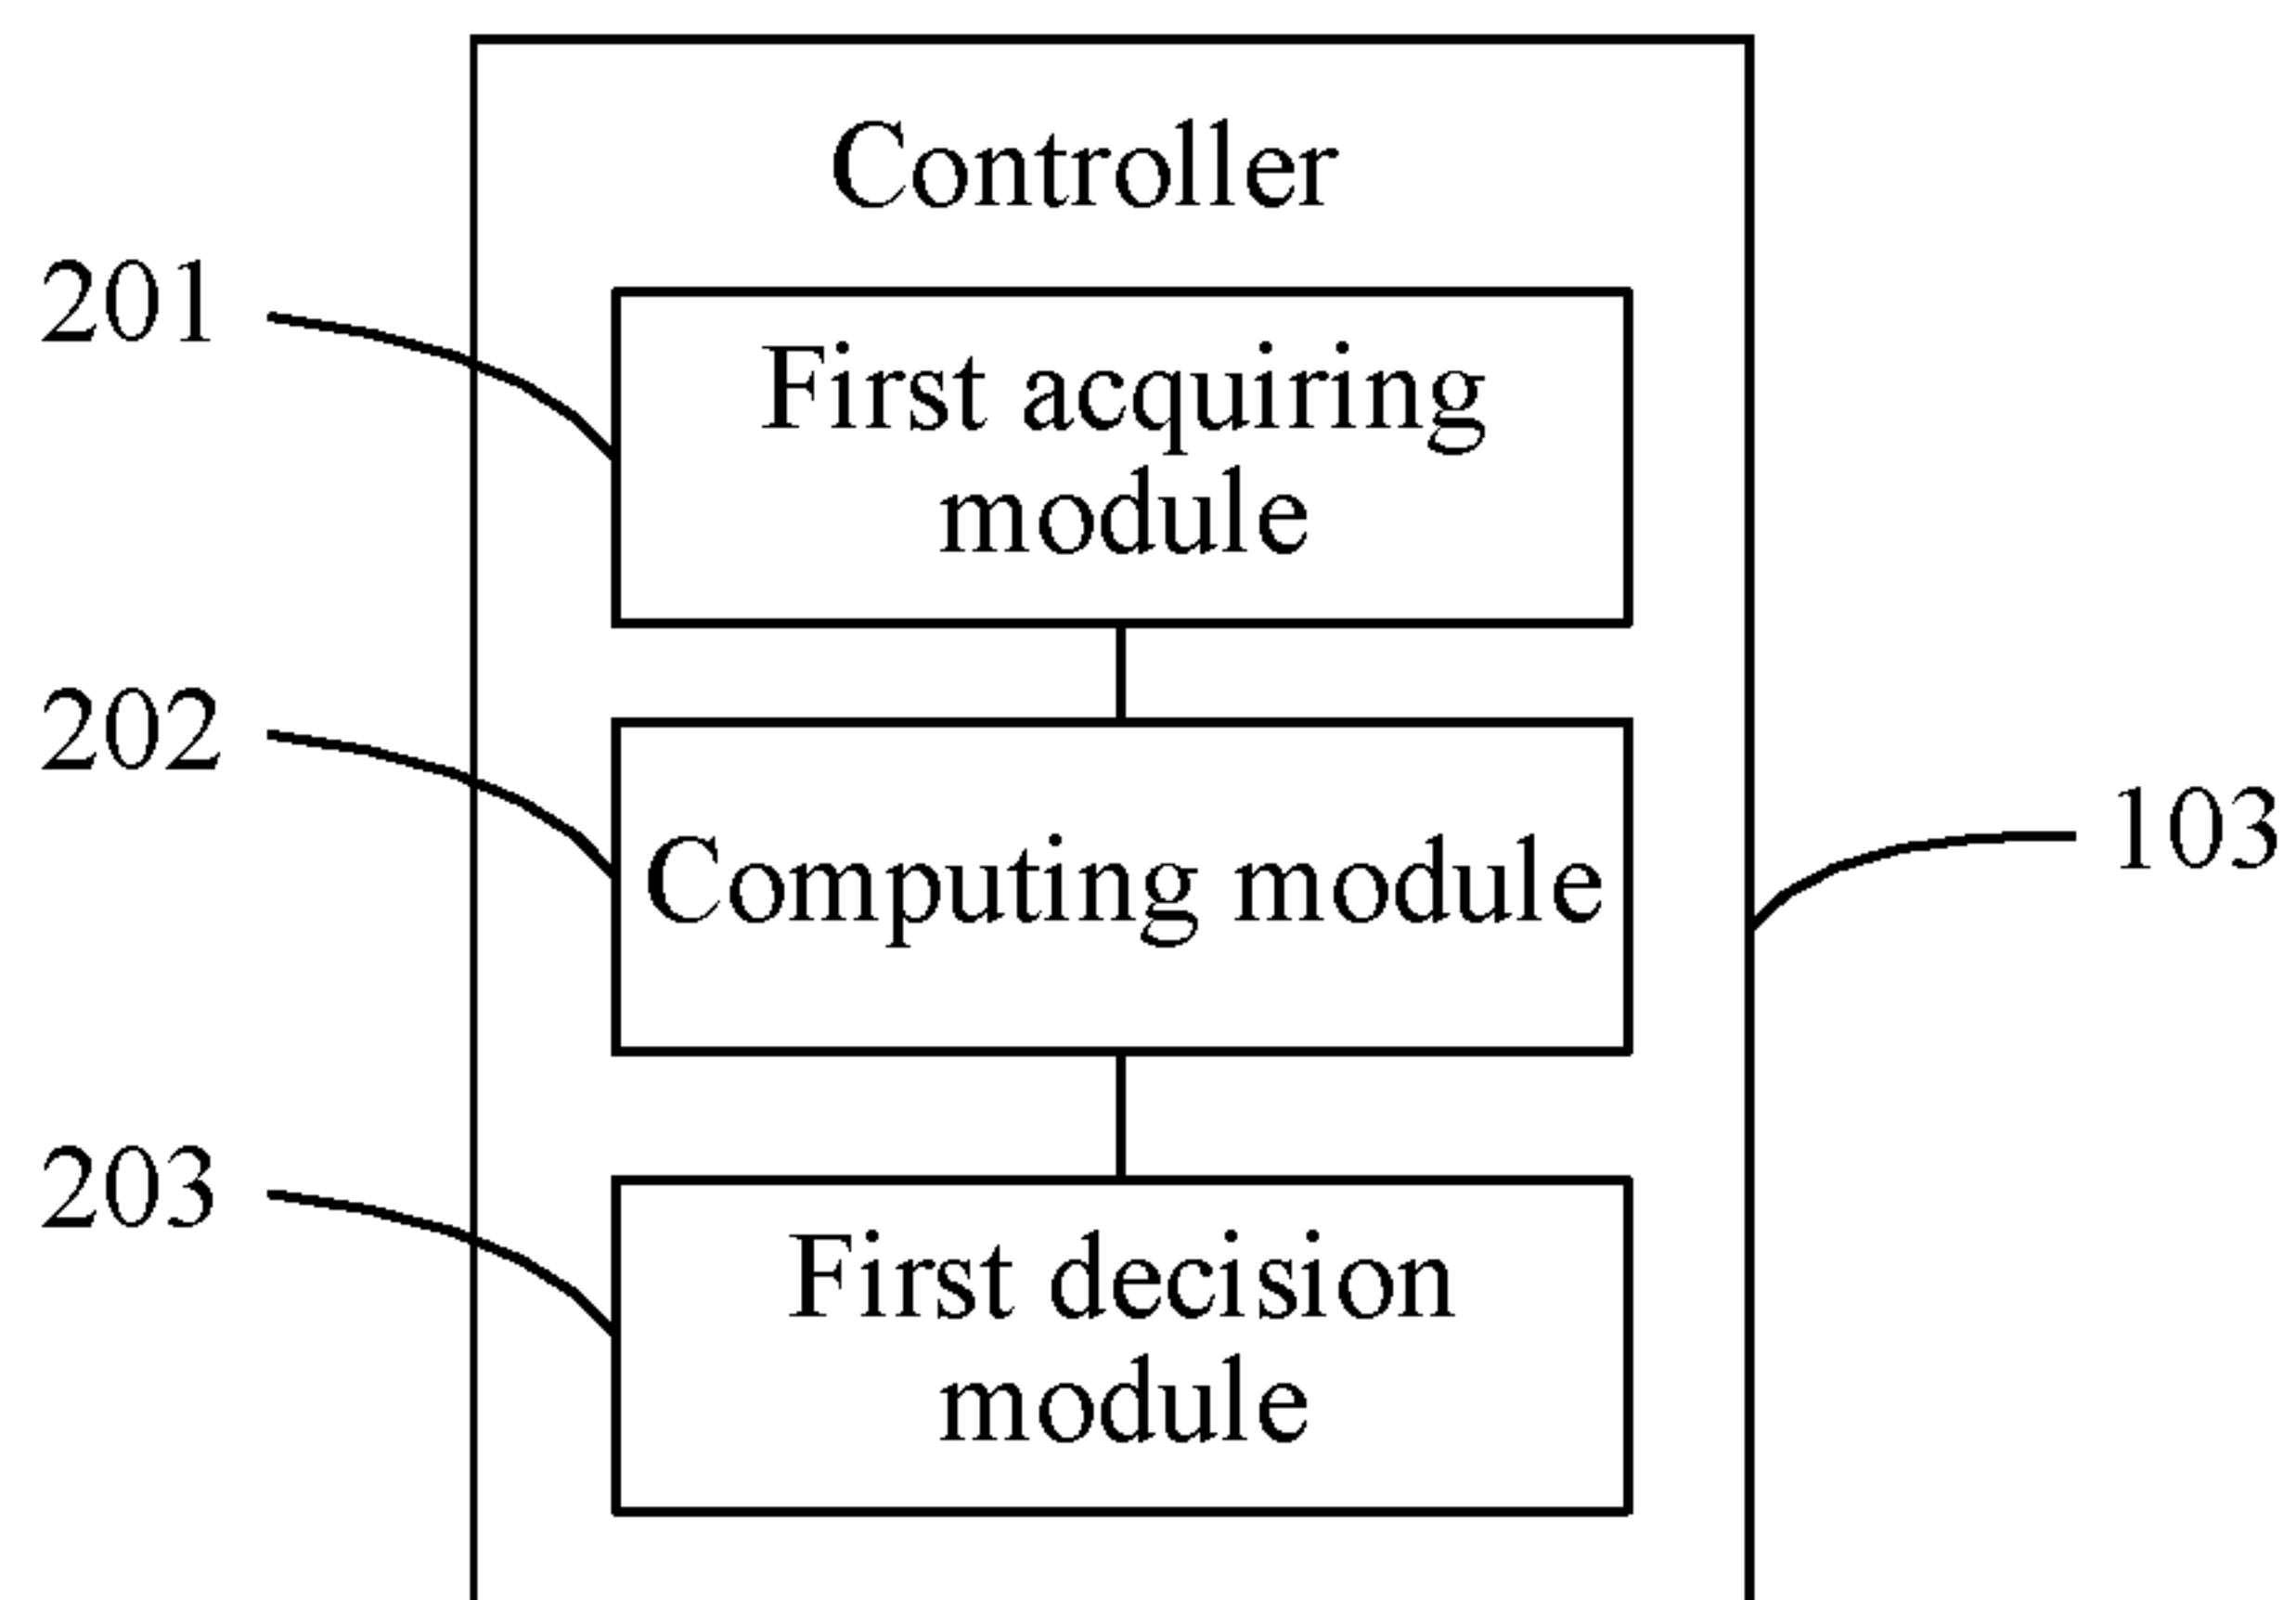 Controller
201
First acquiring
module
202
Computing module
103
203
First decision
module